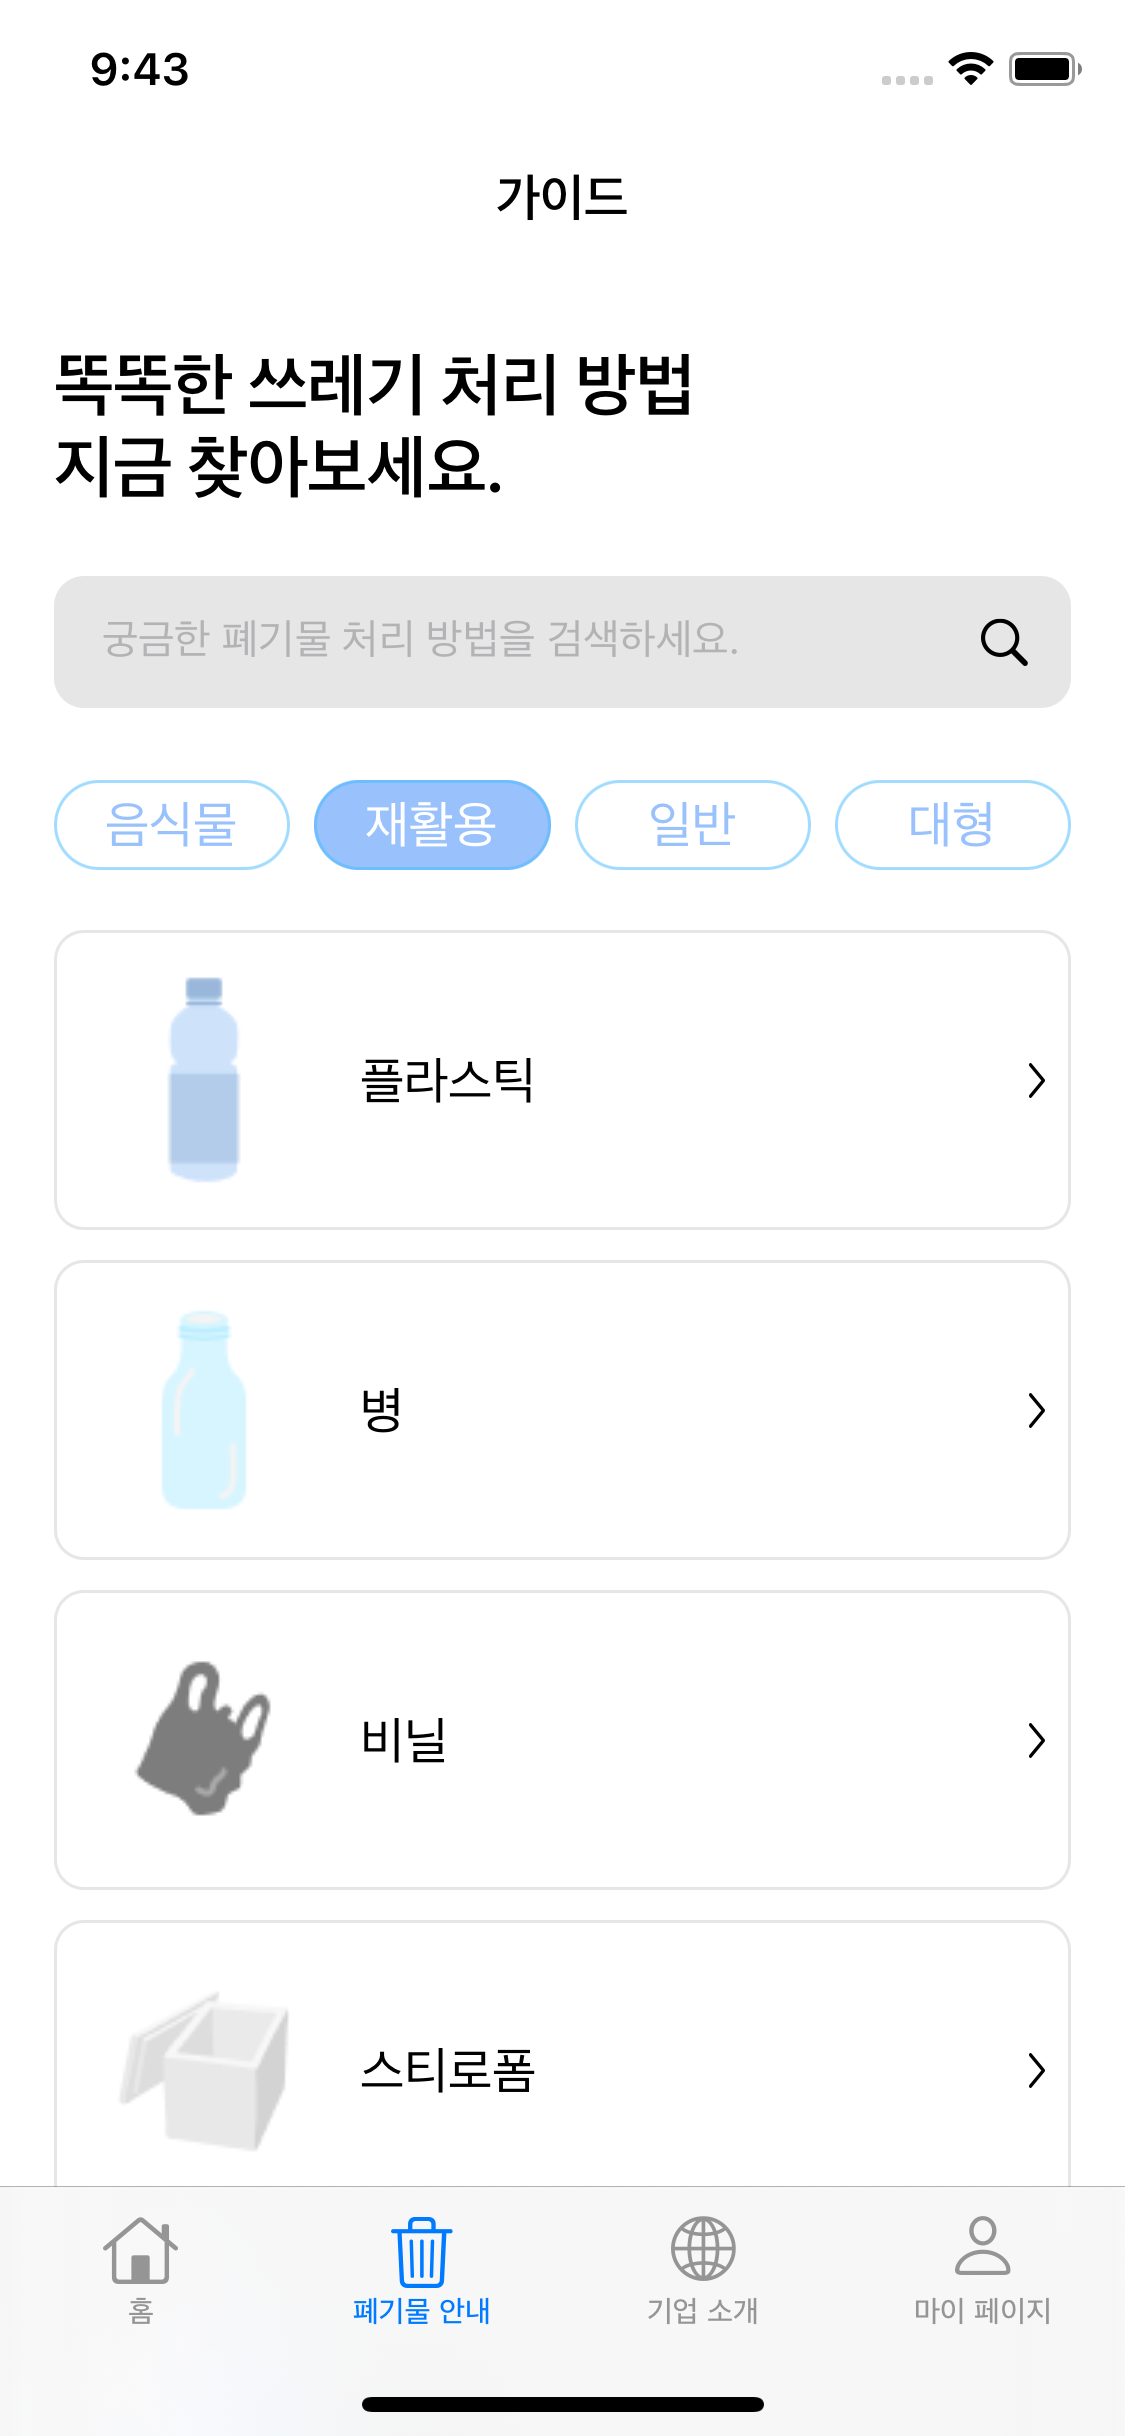 9:43
가이드
똑똑한 쓰레기 처리 방법
지금 찾아보세요.
궁금한 폐기물 처리 방법을 검색하세요.
음식물
재활용
일반
대형
플라스틱
병
비닐
스티로폼
홈
폐기물 안내
기업 소개
마이 페이지